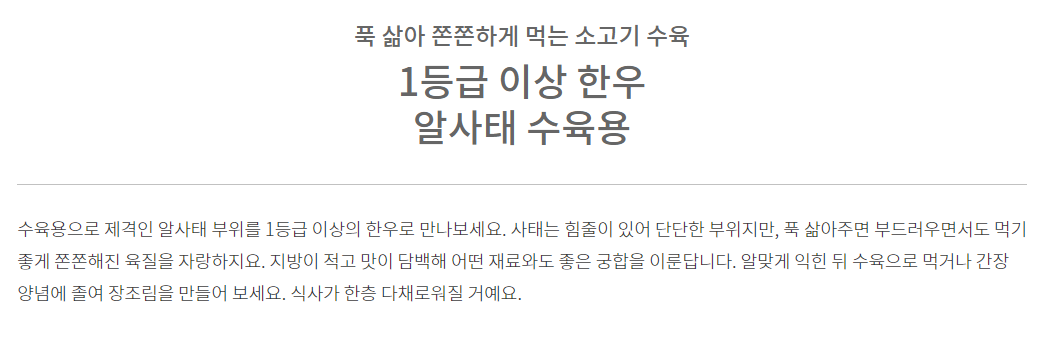 푹 삶아 쫀쫀하게 먹는 소고기 수육
1등급 이상 한우
알사태 수육용
수육용으로 제격인 알사태 부위를 1등급 이상의 한우로 만나보세요. 사태는 힘줄이 있어 단단한 부위지만, 푹 삶아주면 부드러우면서도 먹기
좋게 쫀쫀해진 육질을 자랑하지요. 지방이 적고 맛이 담백해 어떤 재료와도 좋은 궁합을 이룬답니다. 알맞게 익힌 뒤 수육으로 먹거나 간장
양념에 졸여 장조림을 만들어 보세요. 식사가 한층 다채로워질 거예요.